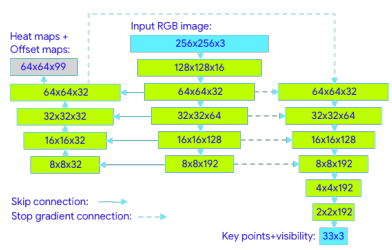 Input RGB image:
Heat maps +
Offset maps:
256x256x3
64x64x99
128x128x16
64x64x32
64x64x32
64x64x32
32x32x32
32x32x64
32x32x64
16x16x32
16x16x128
16x16x128
8x8x32
8x8x192
8x8x192
4x4x192
2x2x192
Skip connection:
Stop gradient connection:
Key points+visibility:
33x3